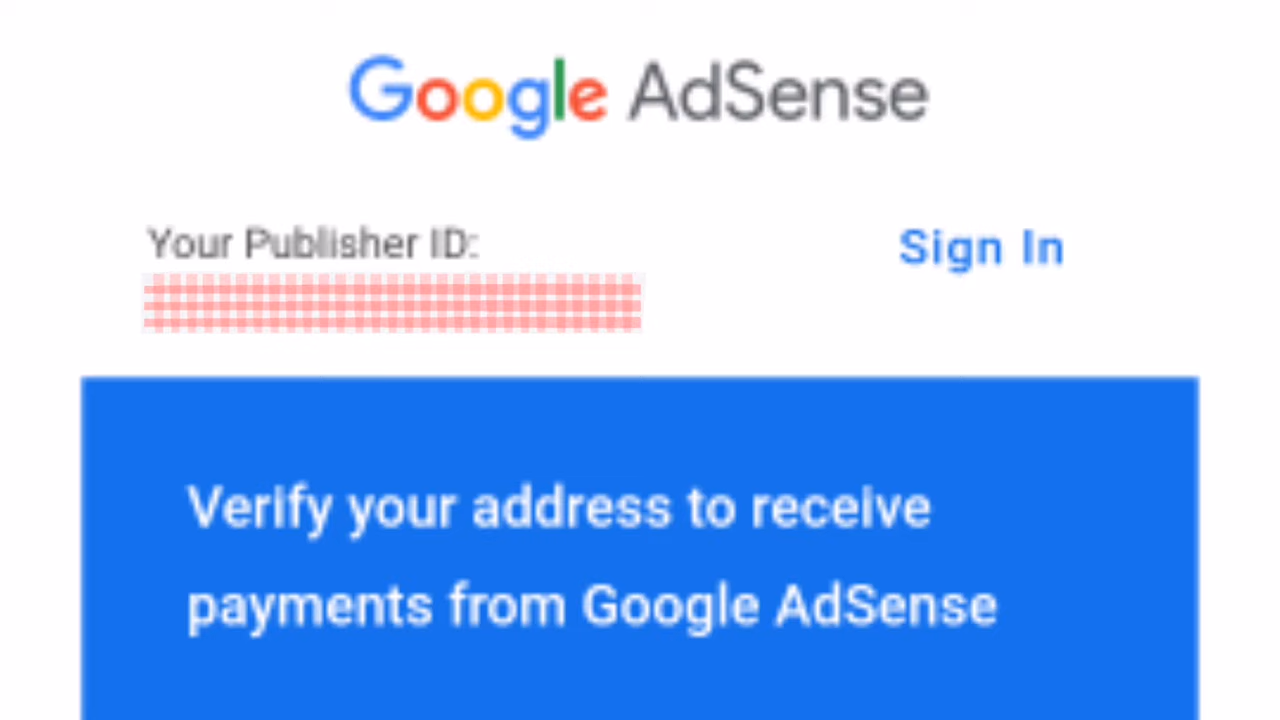 Google AdSense
Your Publisher ID:
Sign In
Verify your address to receive
payments from Google AdSense